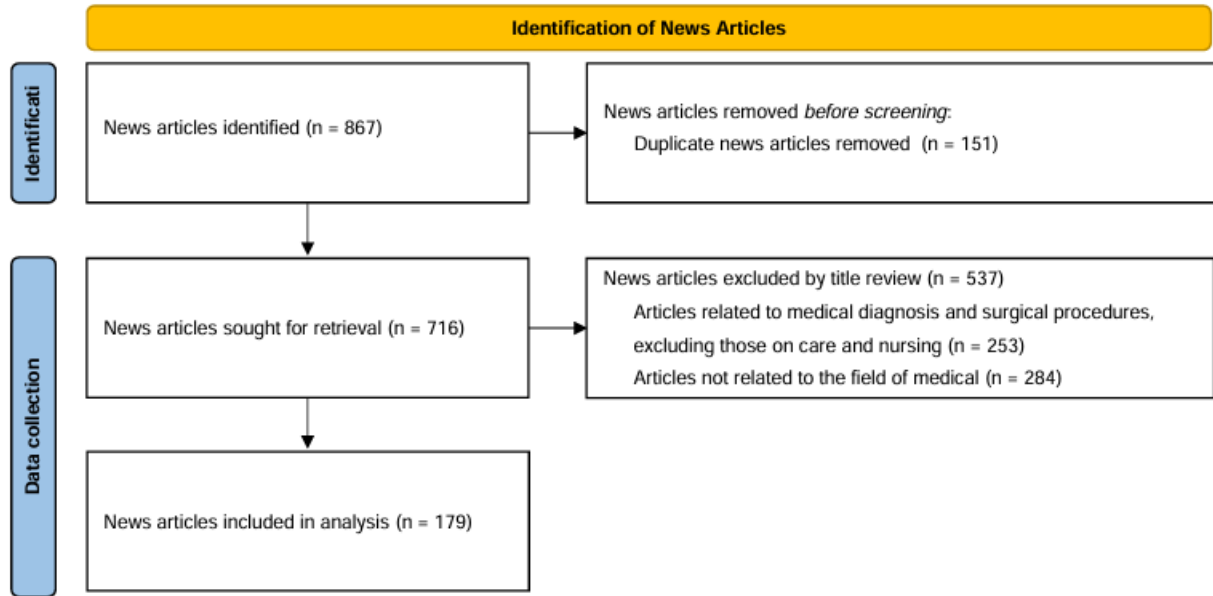 Identification of News Articles
Identificati
News articles identified (n = 867)
News articles removed before screening:
Duplicate news articles removed (n = 151)
Data collection
News articles sought for retrieval (n = 716)
News articles excluded by title review (n = 537)
Articles related to medical diagnosis and surgical procedures,
excluding those on care and nursing (n = 253)
Articles not related to the field of medical (n = 284)
News articles included in analysis (n = 179)